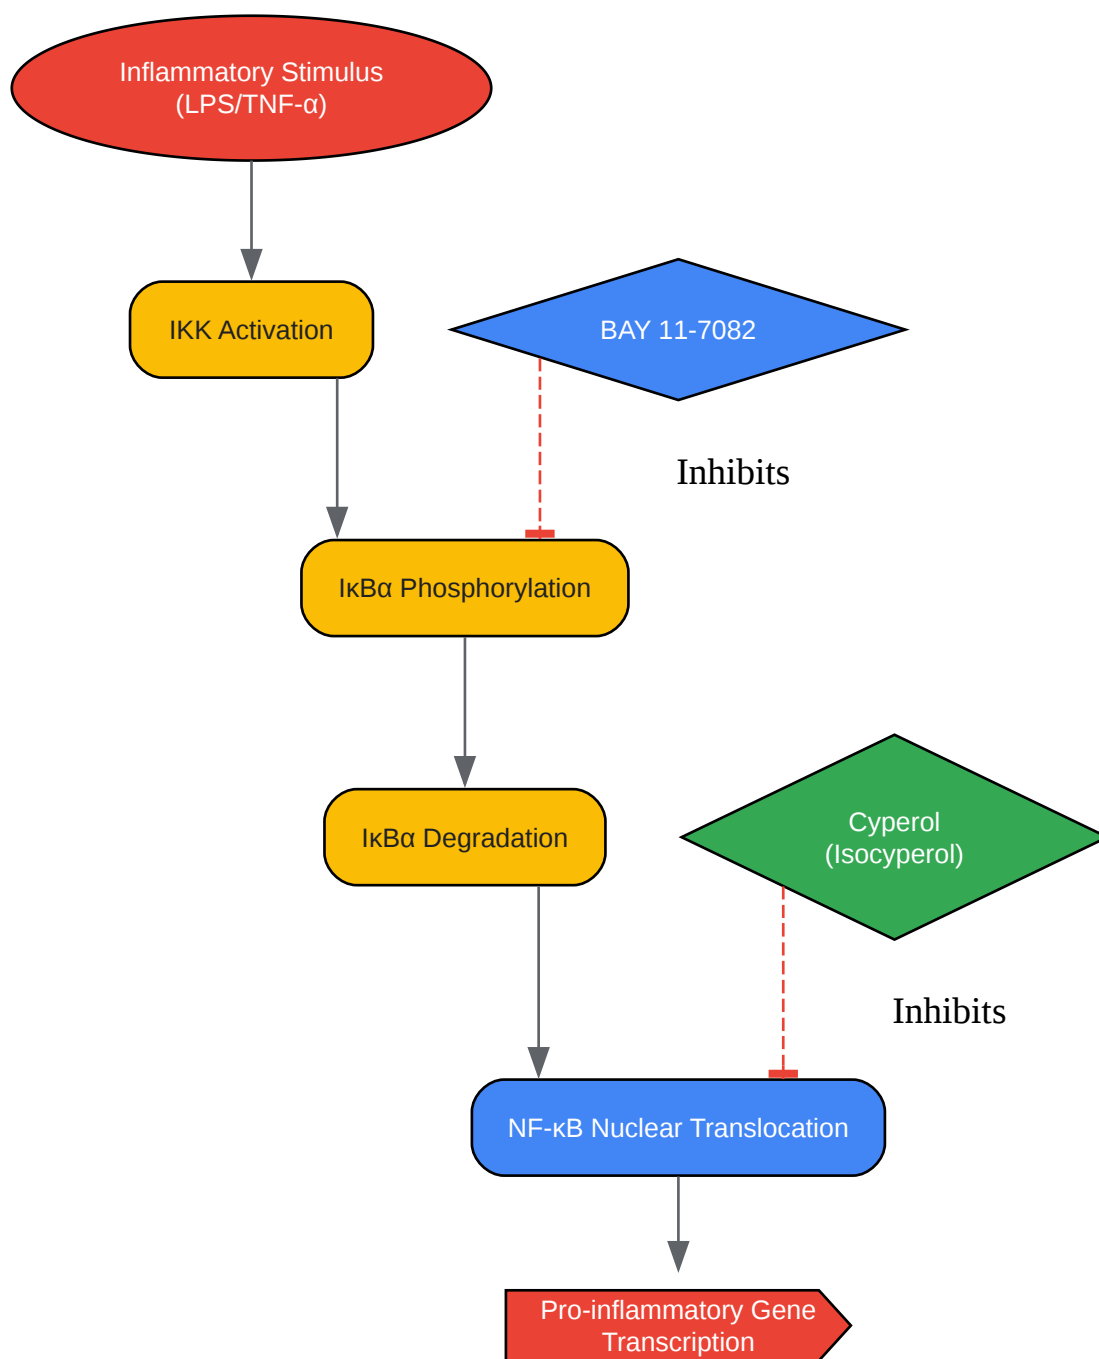 Inflammatory Stimulus
(LPS/TNF-α)
IKK Activation
BAY 11-7082
Inhibits
IκBα Phosphorylation
IκBα Degradation
Cyperol
(Isocyperol)
Inhibits
NF-κB Nuclear Translocation
Pro-inflammatory Gene
Transcription